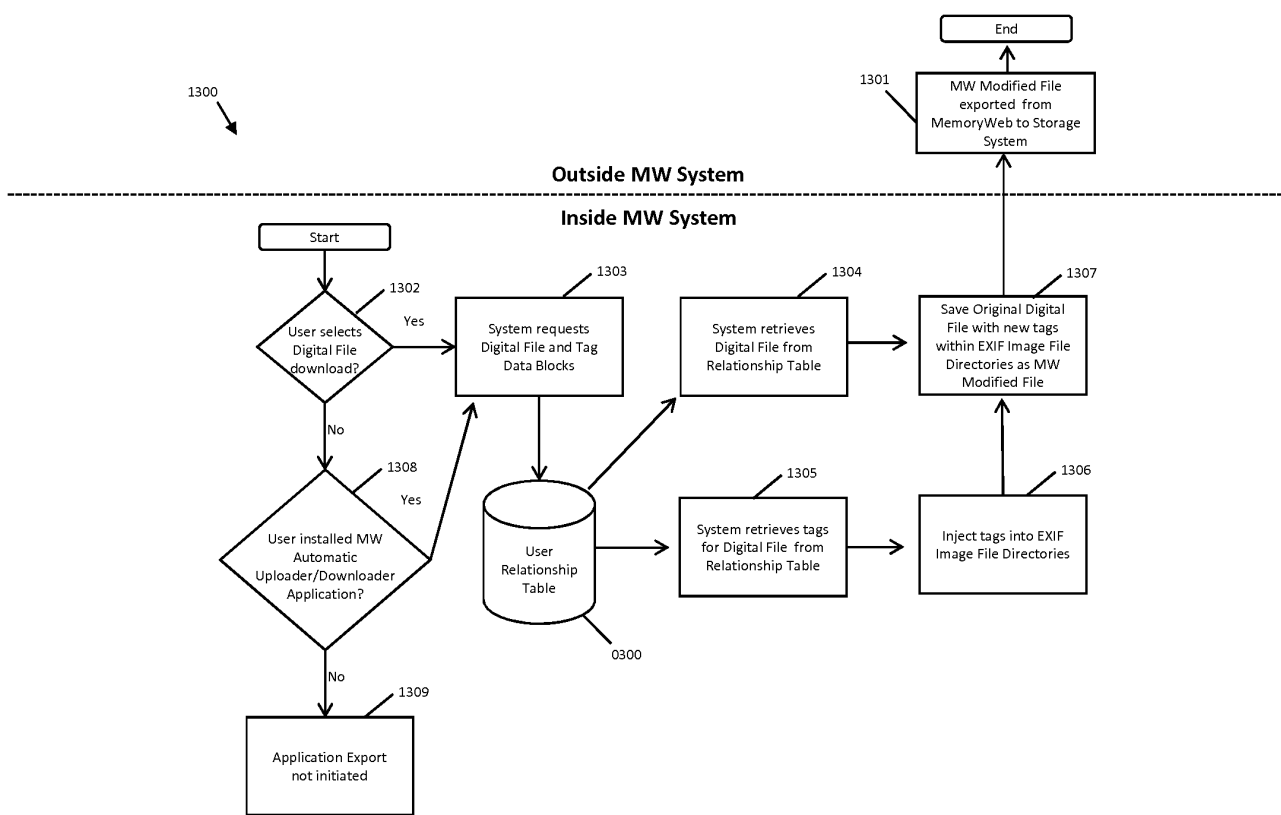 End
1301
MW Modified File
exported from
MemoryWeb to Storage
System
1300
Outside MW System
Inside MW System
Start
1302
User selects
Digital File
download?
Yes
No
1303
System requests
Digital File and Tag
Data Blocks
1304
System retrieves
Digital File from
Relationship Table
1307
Save Original Digital
File with new tags
within EXIF Image File
Directories as MW
Modified File
1308
Yes
User installed MW
Automatic
Uploader/Downloader
Application?
No
User
Relationship
Table
0300
1305
System retrieves tags
for Digital File from
Relationship Table
1306
Inject tags into EXIF
Image File Directories
1309
Application Export
not initiated